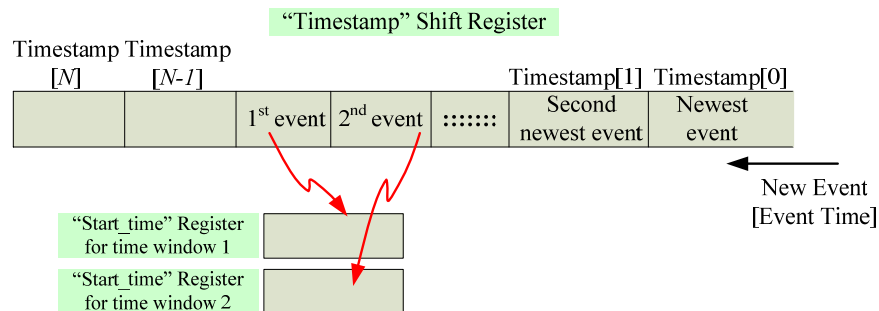 “Timestamp” Shift Register
Timestamp Timestamp
[N] [N-1] Timestamp[1] Timestamp[0]
1st event 2nd event ::::::: Second newest event Newest event
New Event
[Event Time]
“Start_time” Register
for time window 1
“Start_time” Register
for time window 2